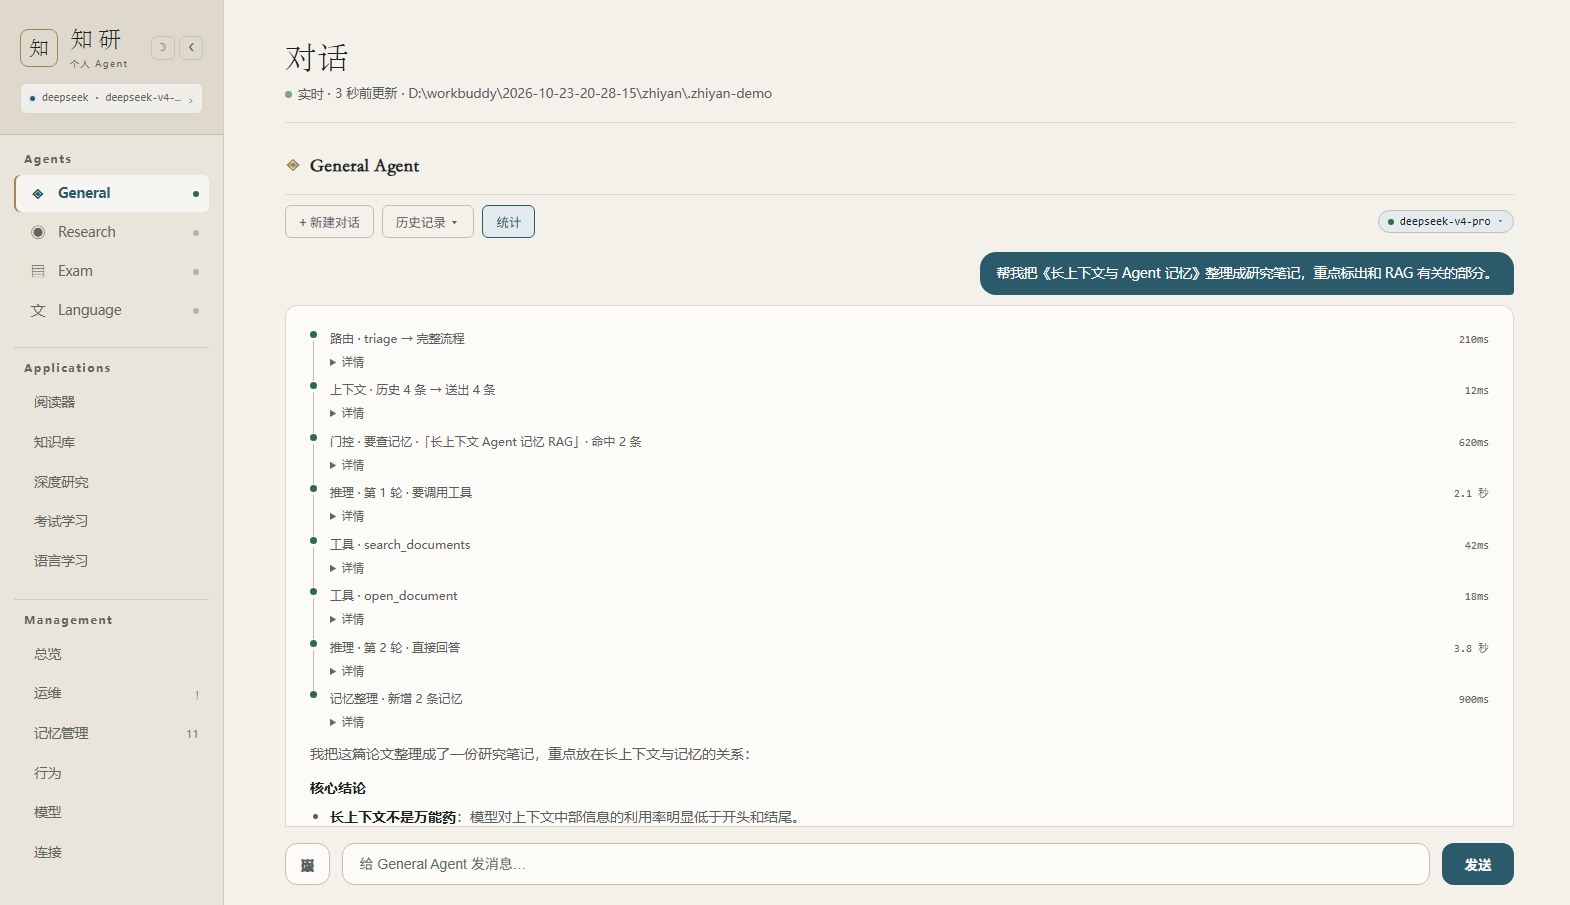 知
知 研
个人 Agent
deepseek · deepseek-v4-…
Agents
General
Research
Exam
文 Language
Applications
阅读器
知识库
深度研究
考试学习
语言学习
Management
总览
运维 !
记忆管理 11
行为
模型
连接
对话
实时 · 3 秒前更新 · D:\workbuddy\2026-10-23-20-28-15\zhiyan\.zhiyan-demo
General Agent
+ 新建对话 历史记录 统计
deepseek-v4-pro
帮我把《长上下文与 Agent 记忆》整理成研究笔记，重点标出和 RAG 有关的部分。
路由 · triage → 完整流程 210ms
详情
上下文 · 历史 4 条 → 送出 4 条 12ms
详情
门控 · 要查记忆 ·「长上下文 Agent 记忆 RAG」· 命中 2 条 620ms
详情
推理 · 第 1 轮 · 要调用工具 2.1 秒
详情
工具 · search_documents 42ms
详情
工具 · open_document 18ms
详情
推理 · 第 2 轮 · 直接回答 3.8 秒
详情
记忆整理 · 新增 2 条记忆 900ms
详情
我把这篇论文整理成了一份研究笔记，重点放在长上下文与记忆的关系：
核心结论
• 长上下文不是万能药：模型对上下文中部信息的利用率明显低于开头和结尾。
给 General Agent 发消息…
发送